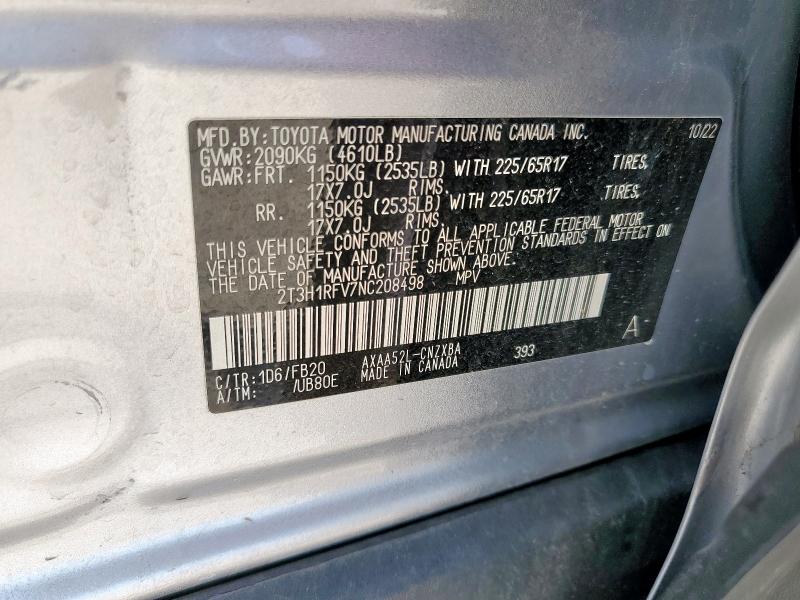 MFD.BY:TOYOTA MOTOR MANUFACTURING CANADA INC. 10/22
GVWR:2090KG (4610LB)
GAWR:FRT. 1150KG (2535LB) WITH 225/65R17 TIRES,
17X7.0J RIMS.
RR. 1150KG (2535LB) WITH 225/65R17 TIRES,
17X7.0J RIMS.
THIS VEHICLE CONFORMS TO ALL APPLICABLE FEDERAL MOTOR
VEHICLE SAFETY AND THEFT PREVENTION STANDARDS IN EFFECT ON
THE DATE OF MANUFACTURE SHOWN ABOVE.
2T3H1RFV7NC208498 MPV
A
C/TR:1D6/FB20 AXAA52L-CNZXBA 393
A/TM: /UB80E MADE IN CANADA